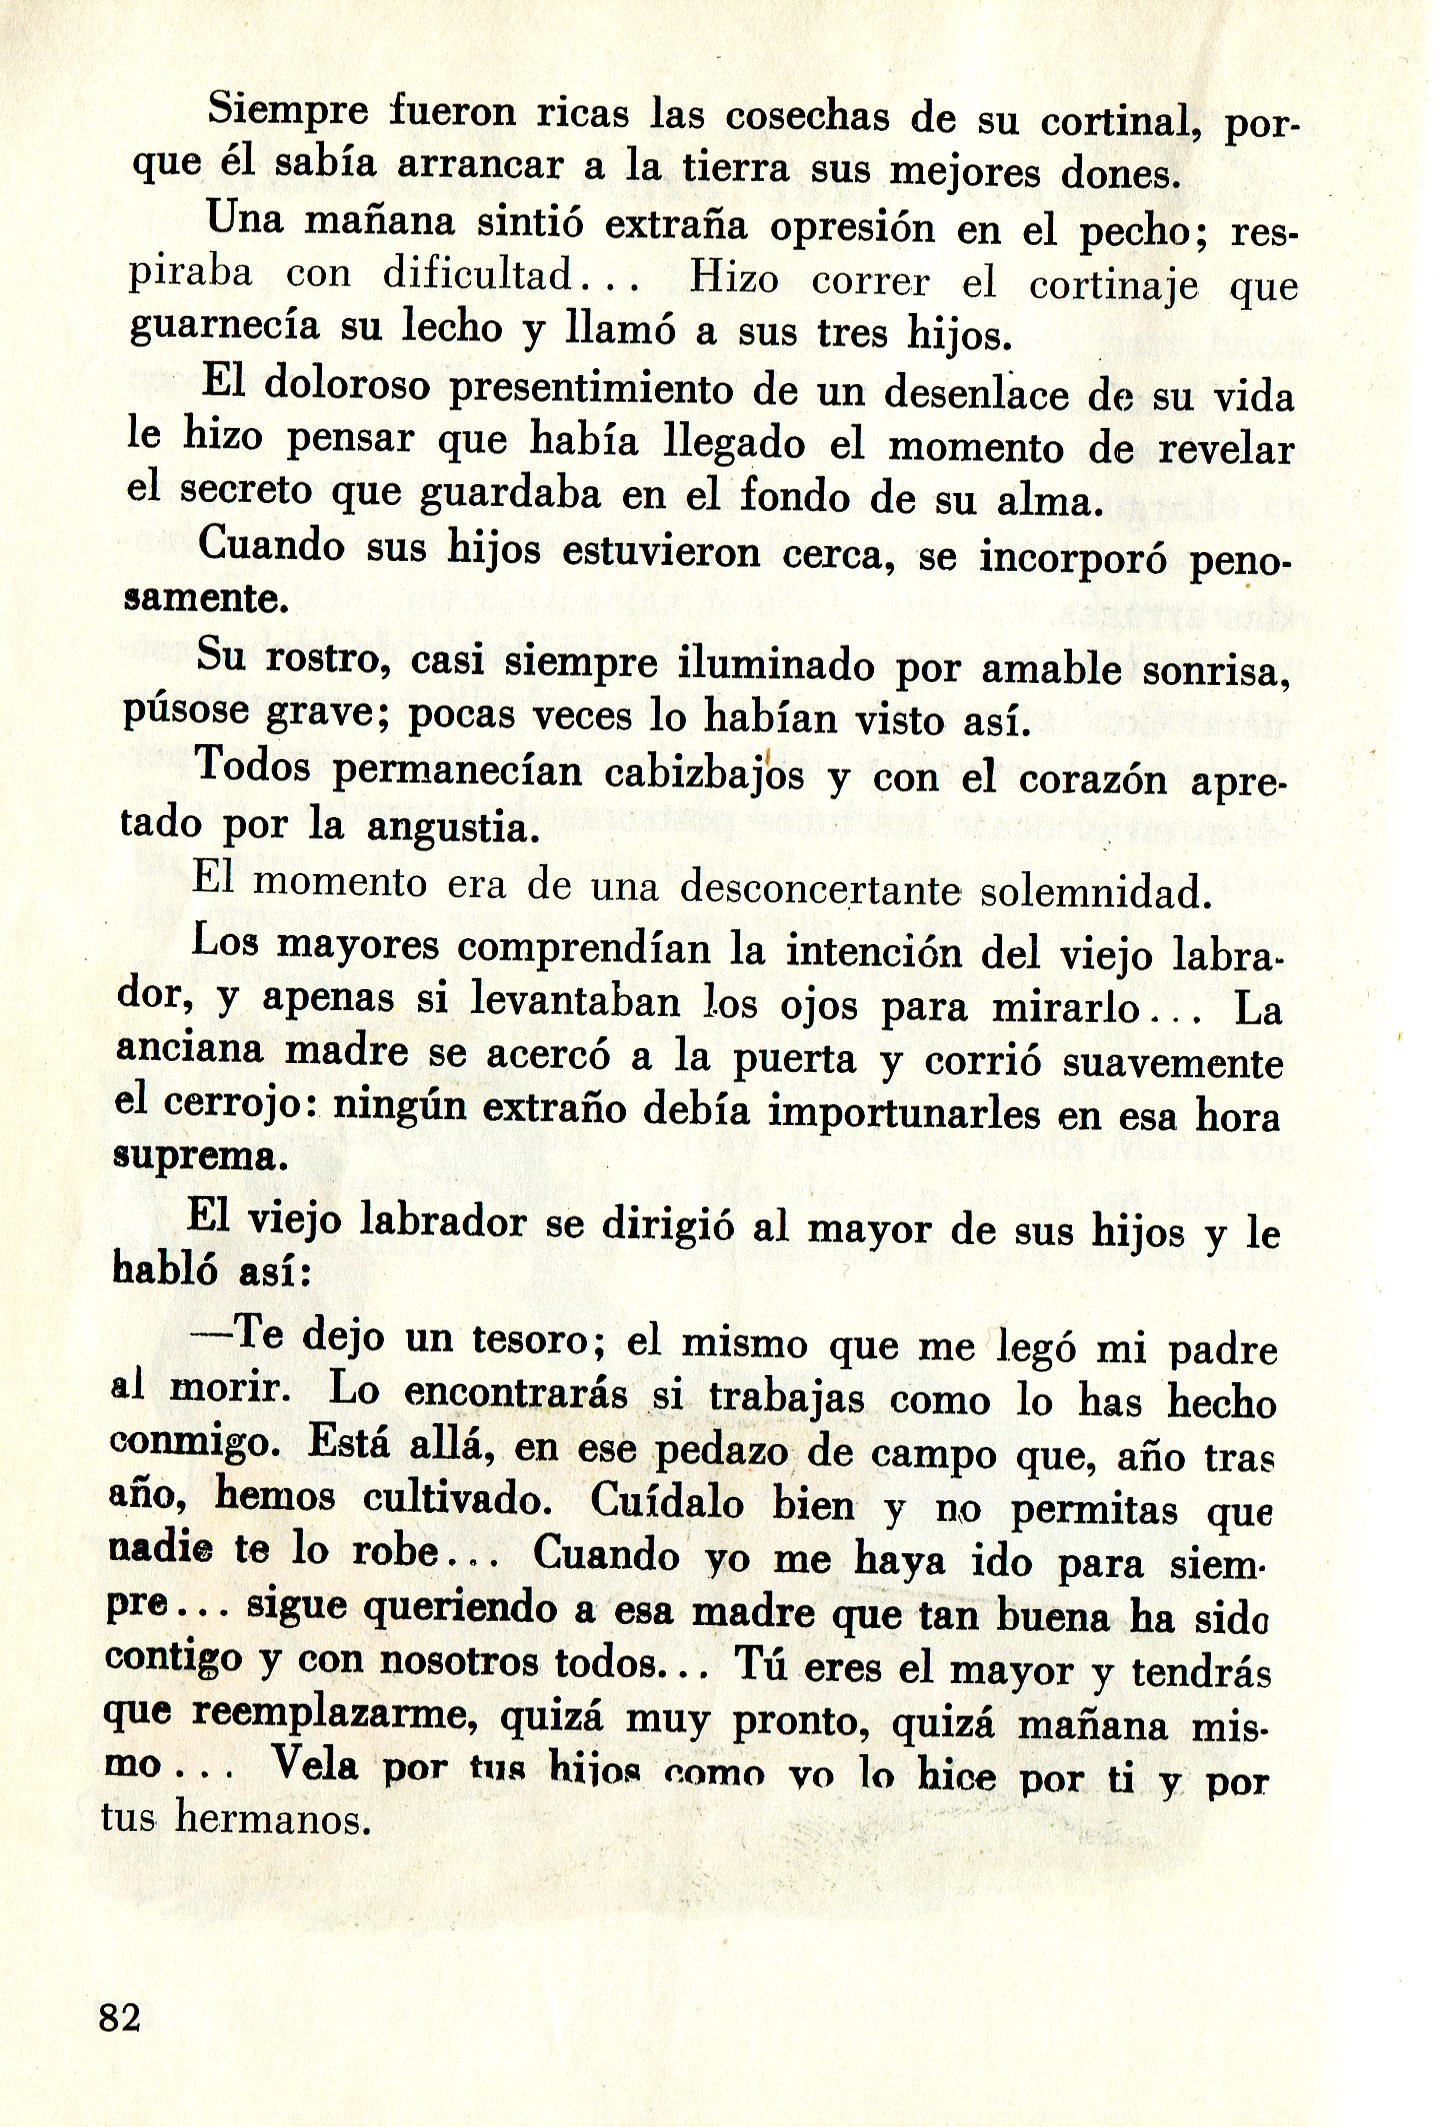 Siempre fueron ricas las cosechas de su cortinal, por-
que él sabía arrancar a la tierra sus mejores dones.
Una mañana sintió extraña opresión en el pecho; res-
piraba con dificultad... Hizo correr el cortinaje que
guarnecía su lecho y llamó a sus tres hijos.
El doloroso presentimiento de un desenlace de su vida
le hizo pensar que había llegado el momento de revelar
el secreto que guardaba en el fondo de su alma.
Cuando sus hijos estuvieron cerca, se incorporó peno-
samente.
Su rostro, casi siempre iluminado por amable sonrisa,
púsose grave; pocas veces lo habían visto así.
Todos permanecían cabizbajos y con el corazón apre-
tado por la angustia.
El momento era de una desconcertante solemnidad.
Los mayores comprendían la intención del viejo labra-
dor, y apenas si levantaban los ojos para mirarlo... La
anciana madre se acercó a la puerta y corrió suavemente
el cerrojo: ningún extraño debía importunarles en esa hora
suprema.
El viejo labrador se dirigió al mayor de sus hijos y le
habló así:
—Te dejo un tesoro; el mismo que me legó mi padre
al morir. Lo encontrarás si trabajas como lo has hecho
conmigo. Está allá, en ese pedazo de campo que, año tras
año, hemos cultivado. Cuídalo bien y no permitas que
nadie te lo robe... Cuando yo me haya ido para siem-
pre... sigue queriendo a esa madre que tan buena ha sido
contigo y con nosotros todos... Tú eres el mayor y tendrás
que reemplazarme, quizá muy pronto, quizá mañana mis-
mo... Vela por tus hijos como yo lo hice por ti y por
tus hermanos.
82